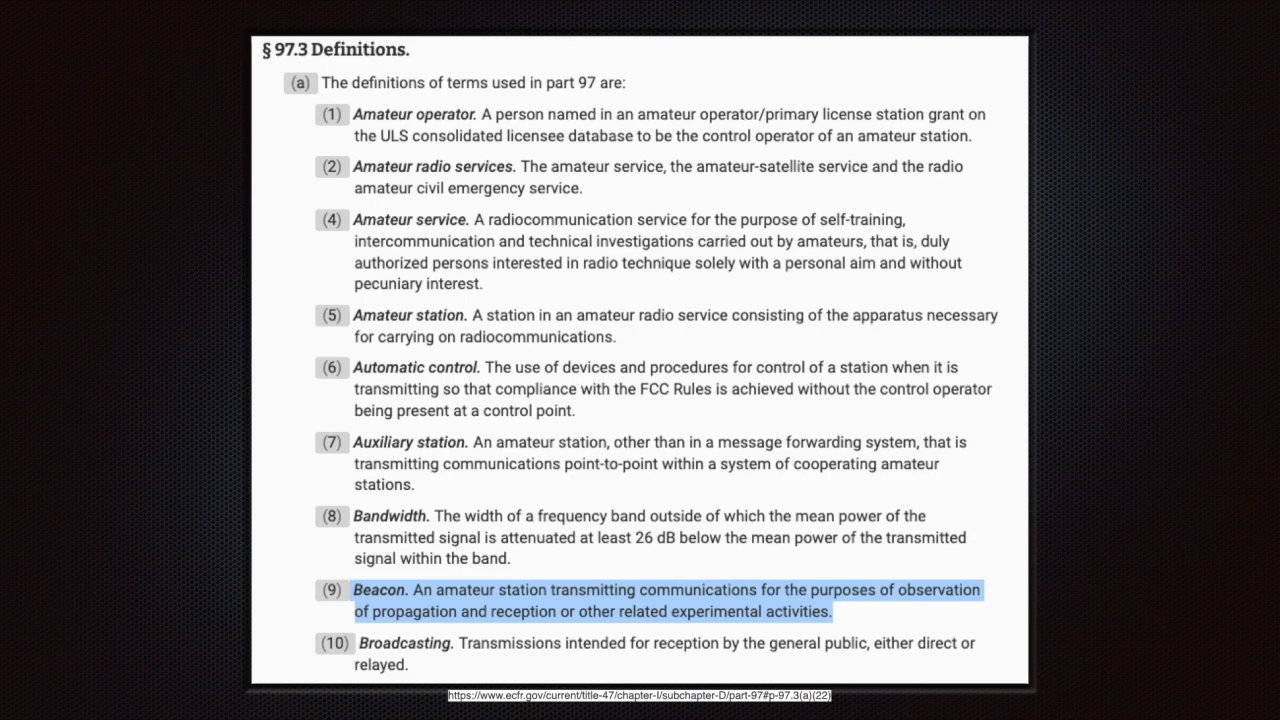 § 97.3 Definitions.
(a) The definitions of terms used in part 97 are:
(1) Amateur operator. A person named in an amateur operator/primary license station grant on
the ULS consolidated licensee database to be the control operator of an amateur station.
(2) Amateur radio services. The amateur service, the amateur-satellite service and the radio
amateur civil emergency service.
(4) Amateur service. A radiocommunication service for the purpose of self-training,
intercommunication and technical investigations carried out by amateurs, that is, duly
authorized persons interested in radio technique solely with a personal aim and without
pecuniary interest.
(5) Amateur station. A station in an amateur radio service consisting of the apparatus necessary
for carrying on radiocommunications.
(6) Automatic control. The use of devices and procedures for control of a station when it is
transmitting so that compliance with the FCC Rules is achieved without the control operator
being present at a control point.
(7) Auxiliary station. An amateur station, other than in a message forwarding system, that is
transmitting communications point-to-point within a system of cooperating amateur
stations.
(8) Bandwidth. The width of a frequency band outside of which the mean power of the
transmitted signal is attenuated at least 26 dB below the mean power of the transmitted
signal within the band.
(9) Beacon. An amateur station transmitting communications for the purposes of observation
of propagation and reception or other related experimental activities.
(10) Broadcasting. Transmissions intended for reception by the general public, either direct or
relayed.
https://www.ecfr.gov/current/title-47/chapter-I/subchapter-D/part-97#p-97.3(a)(22)